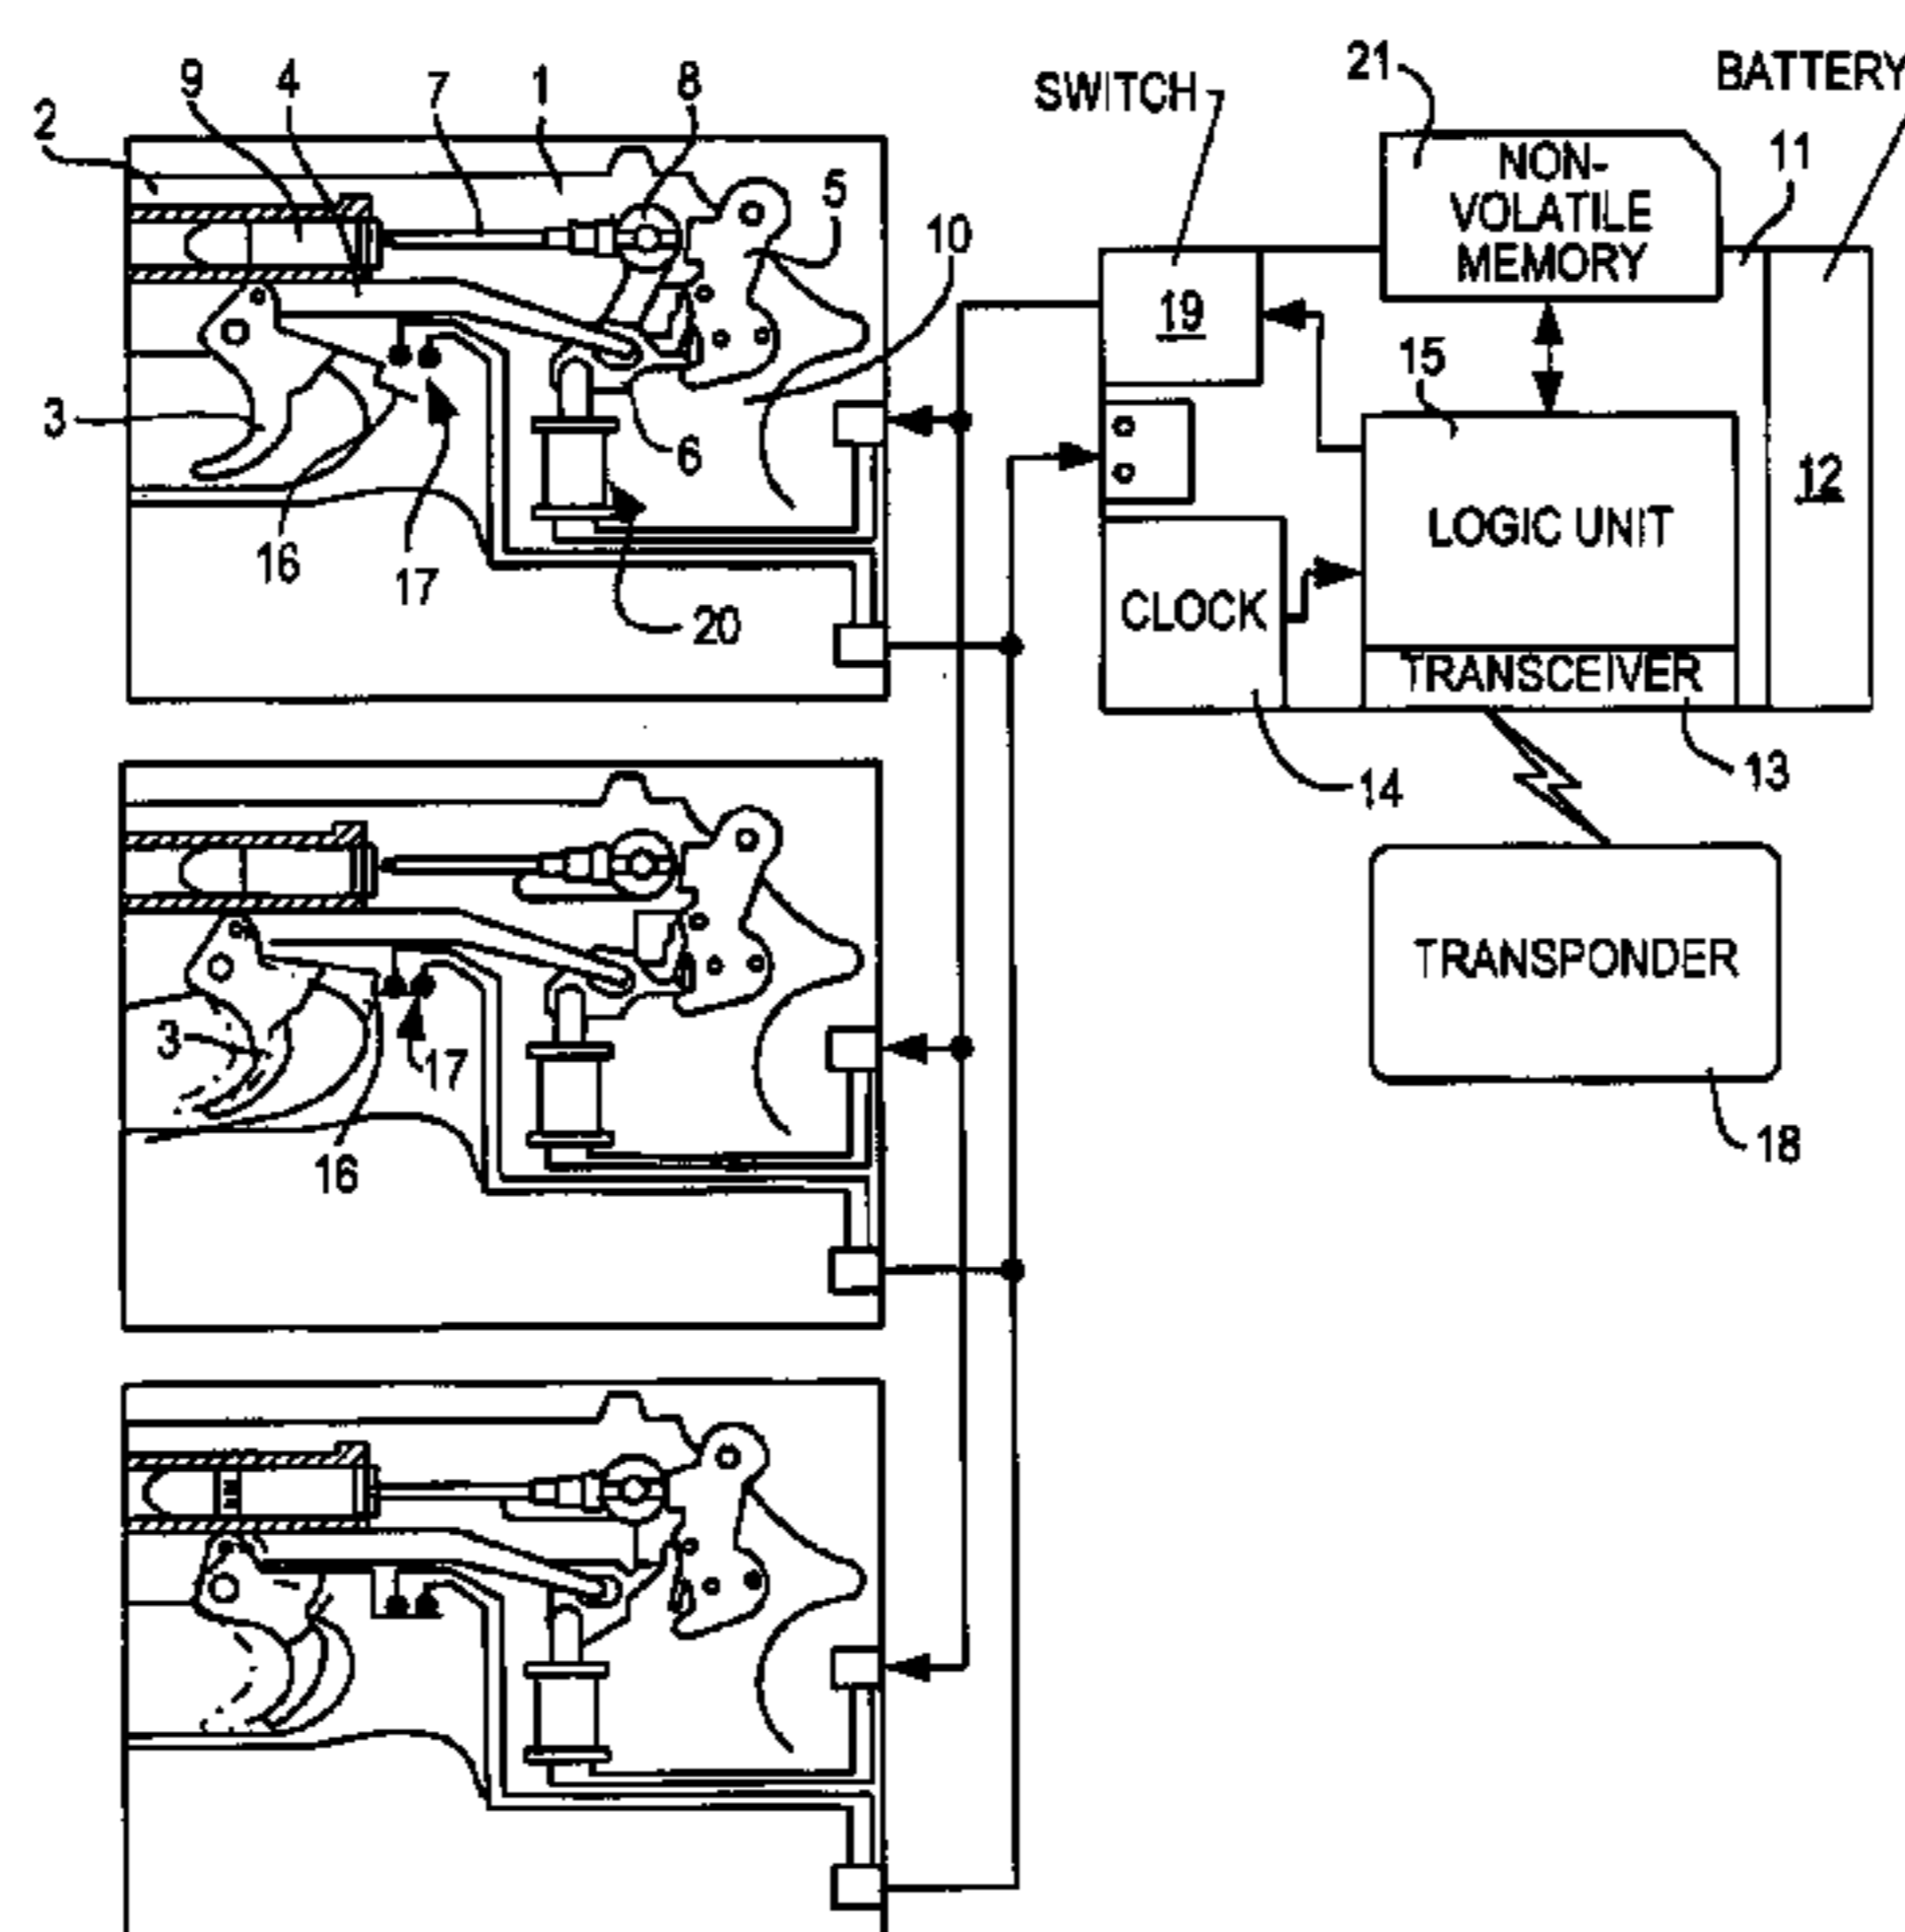 9 4 7 1 8
2
5
10
3
6
16
17
20
SWITCH
21
BATTERY
NON-
VOLATILE
MEMORY
11
19
15
12
LOGIC UNIT
CLOCK
TRANSCEIVER
14
13
TRANSPONDER
18
3
17
16